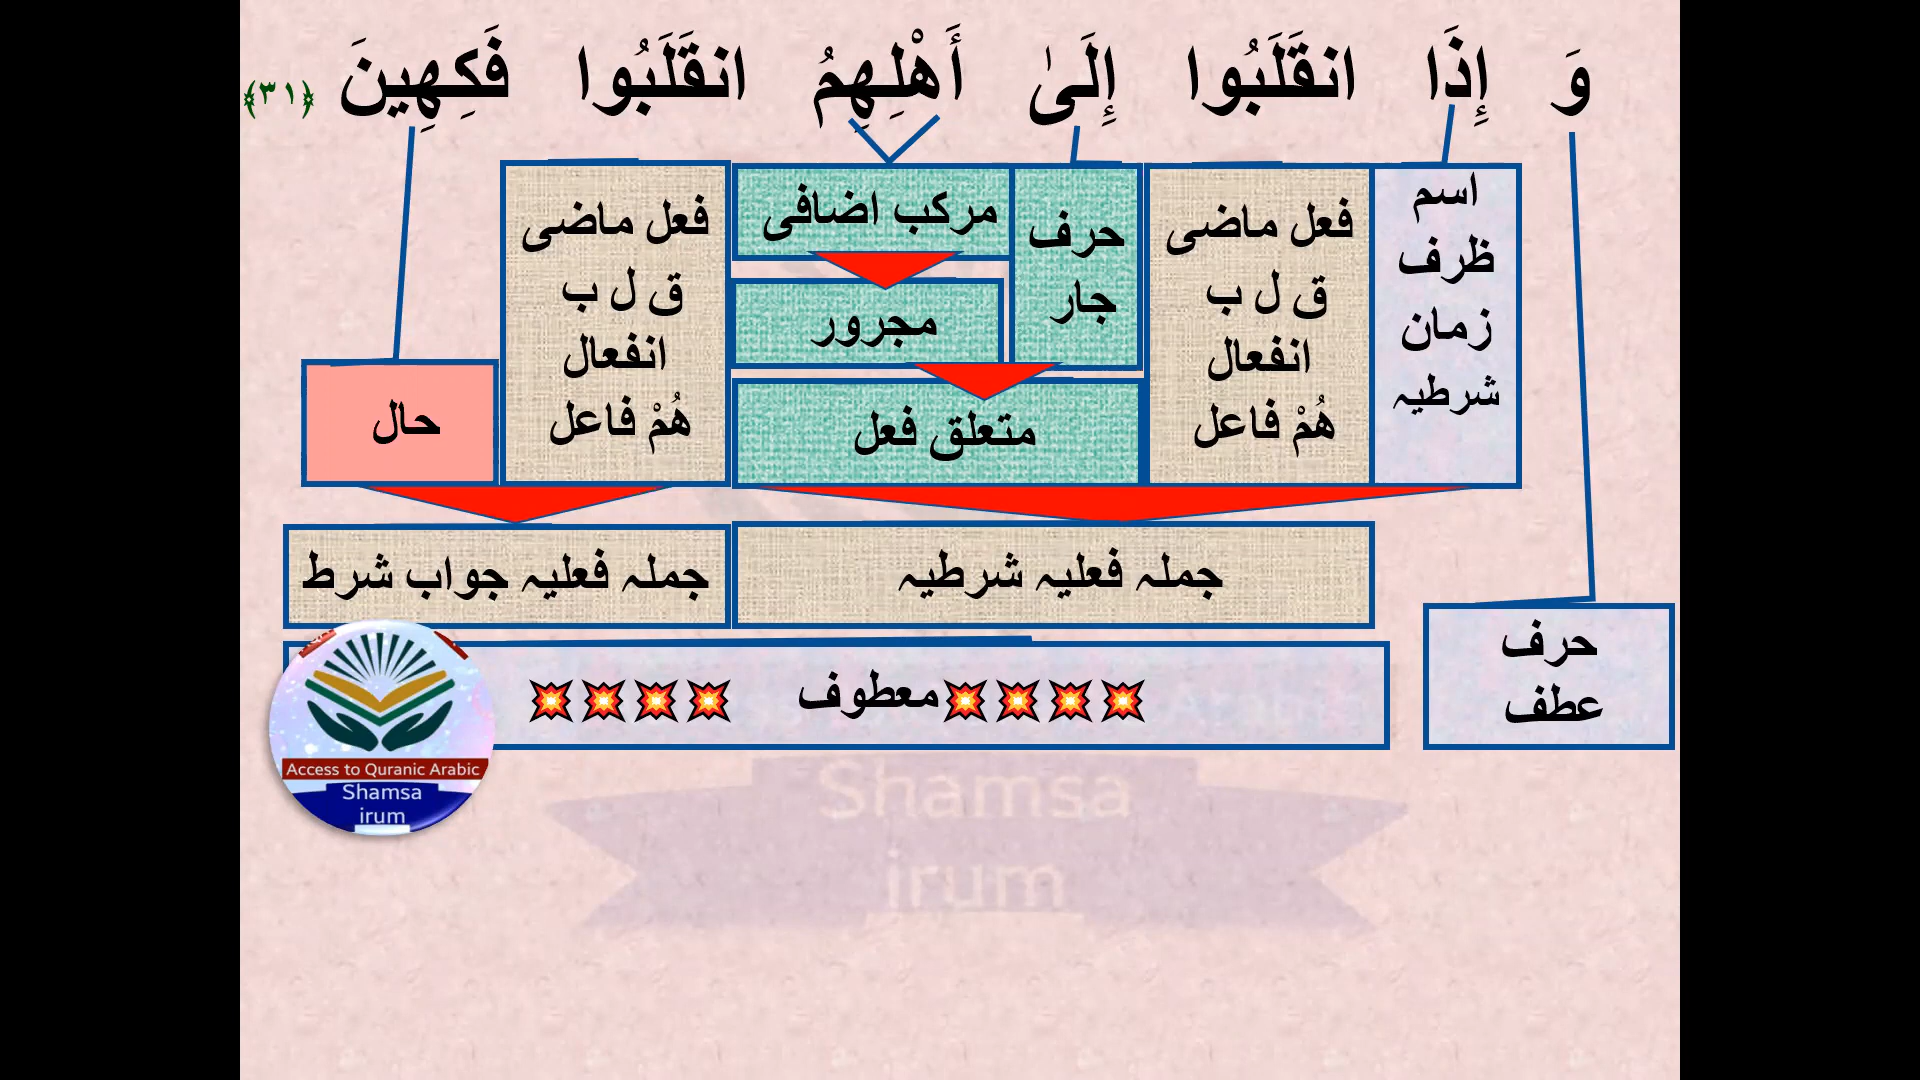 وَ إِذَا انقَلَبُوا إِلَىٰ أَهْلِهِمُ انقَلَبُوا فَكِهِينَ ﴿٣١﴾
اسم
ظرف
زمان
شرطیہ
فعل ماضی
ق ل ب
انفعال
هُمْ فاعل
حرف
جار
مرکب اضافی
مجرور
متعلق فعل
فعل ماضی
ق ل ب
انفعال
هُمْ فاعل
حال
جملہ فعلیہ شرطیہ
جملہ فعلیہ جواب شرط
حرف
عطف
معطوف
Access to Quranic Arabic
Shamsa
irum
Shamsa
irum